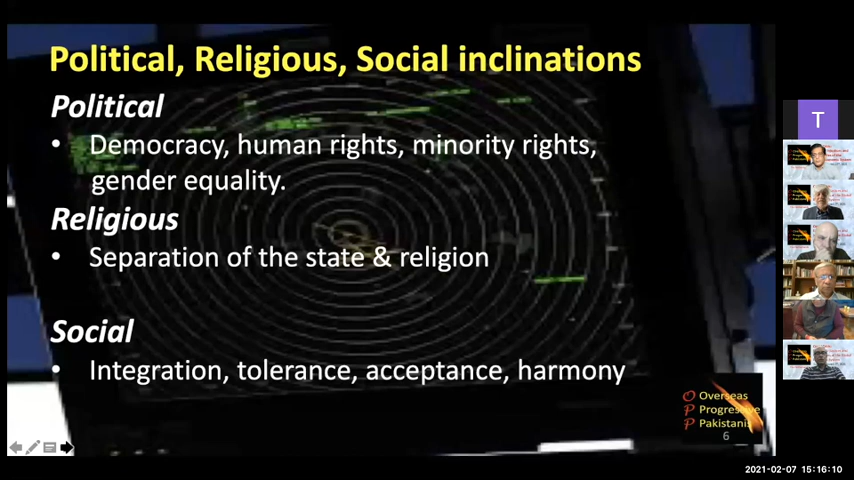 Political, Religious, Social inclinations
Political
• Democracy, human rights, minority rights,
gender equality.
Religious
• Separation of the state & religion
Social
• Integration, tolerance, acceptance, harmony
O Overseas
P Progressive
P Pakistanis
6
T
2021-02-07 15:16:10